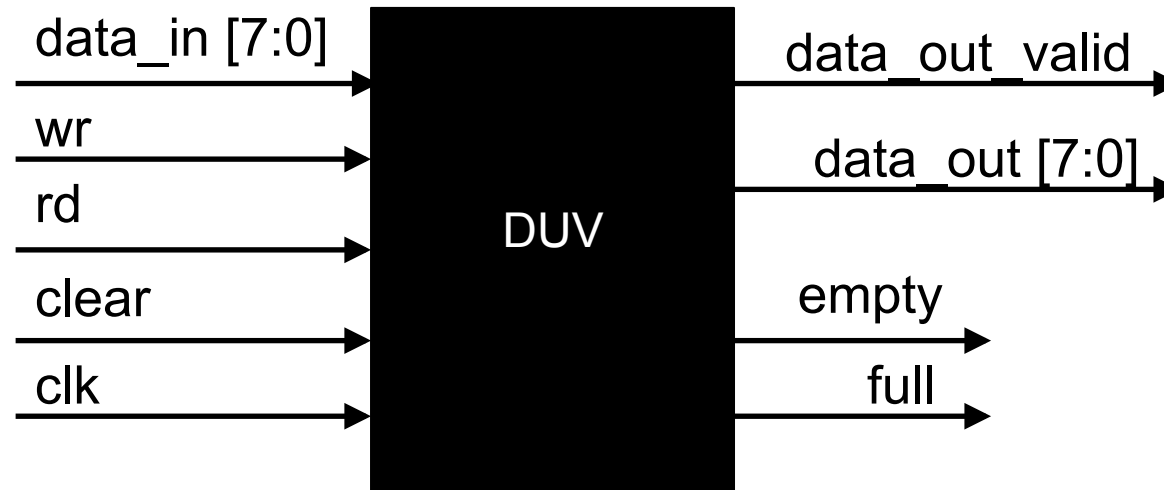 data_in [7:0]
wr
rd
clear
clk
DUV
data_out_valid
data_out [7:0]
empty
full